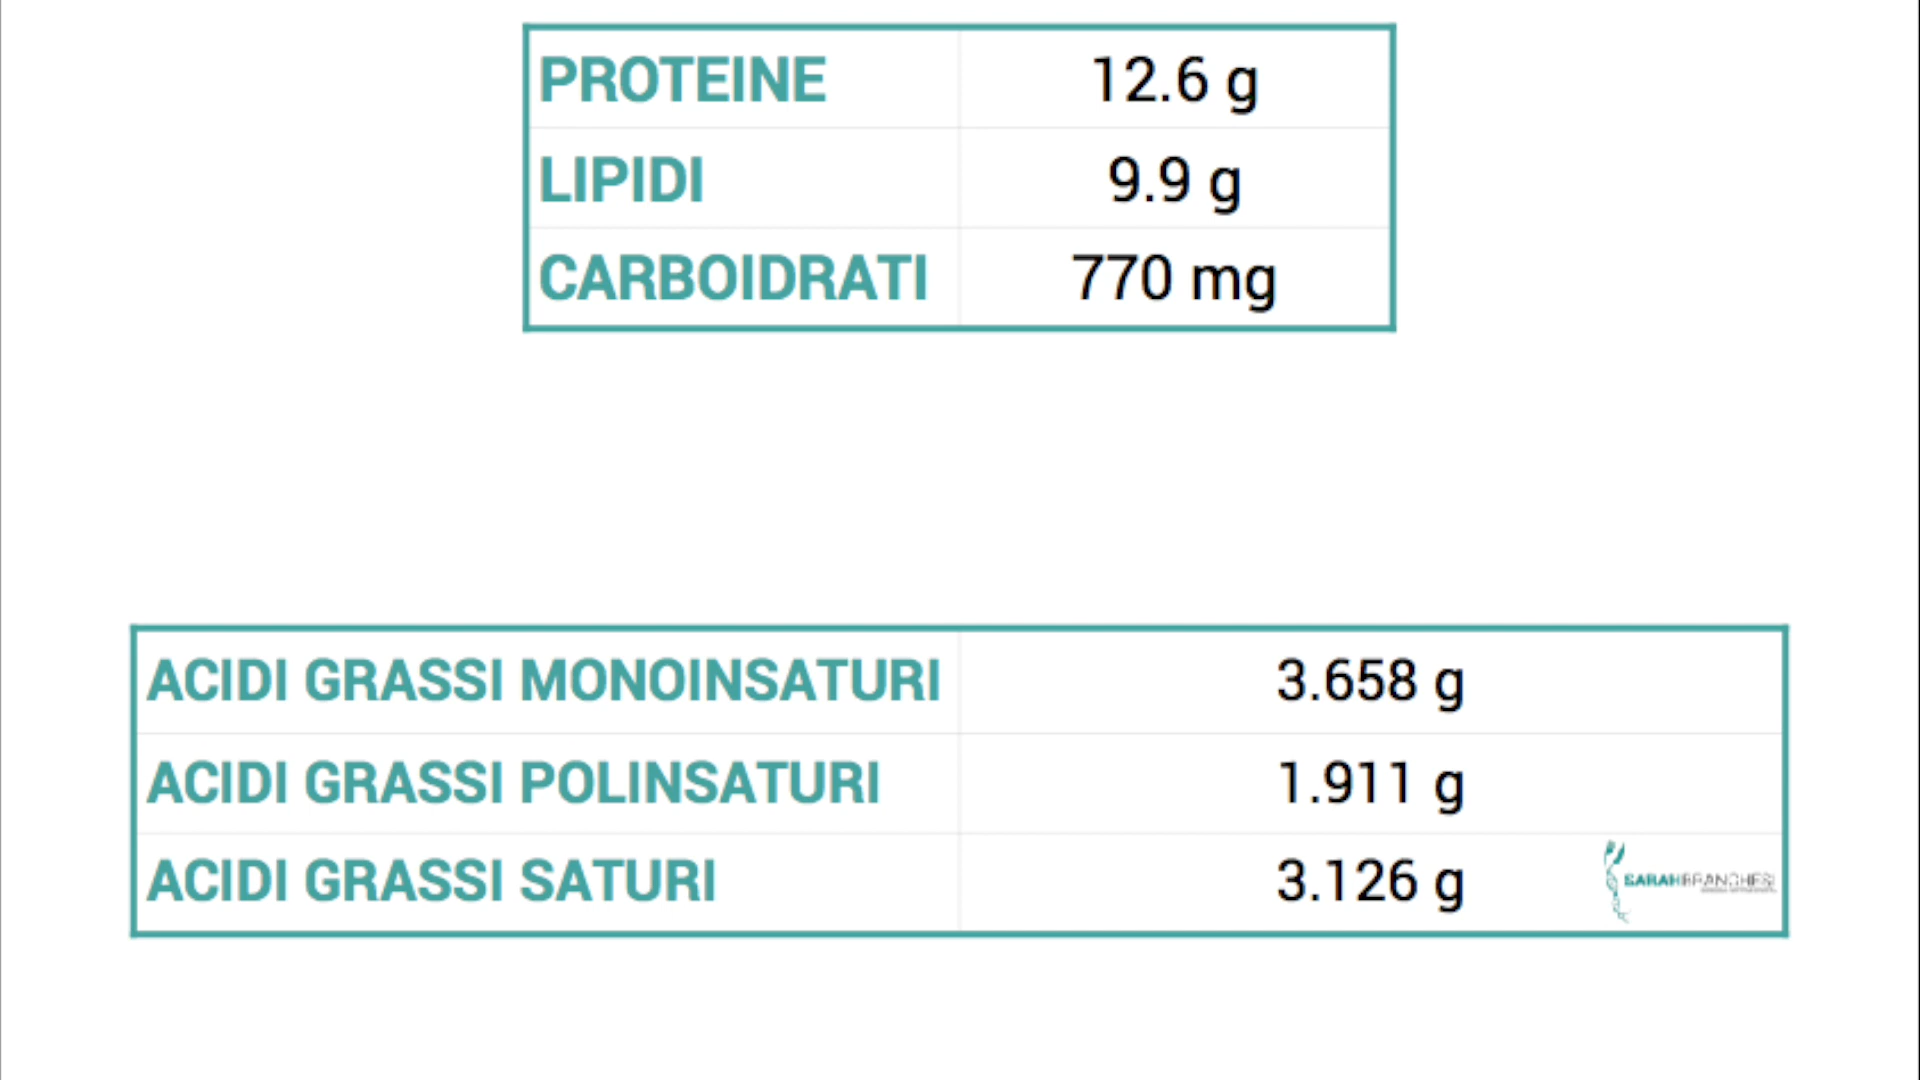 PROTEINE 12.6 g
LIPIDI 9.9 g
CARBOIDRATI 770 mg
ACIDI GRASSI MONOINSATURI 3.658 g
ACIDI GRASSI POLINSATURI 1.911 g
ACIDI GRASSI SATURI 3.126 g
SARAHBRANCHESI